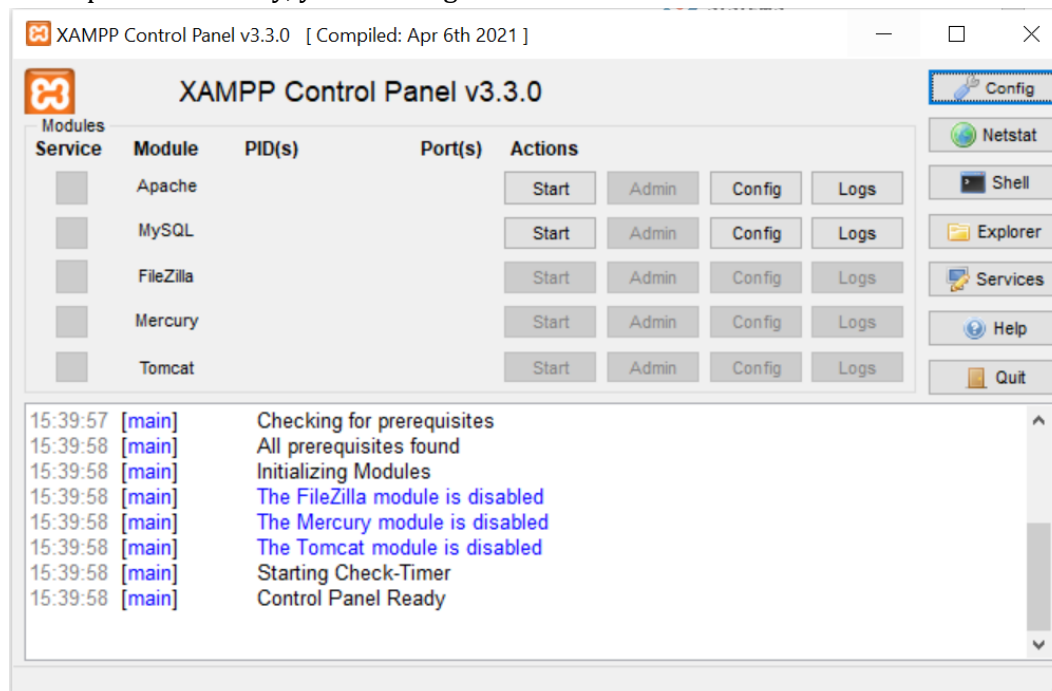 XAMPP Control Panel v3.3.0 [ Compiled: Apr 6th 2021 ]
XAMPP Control Panel v3.3.0
Config
Modules
Netstat
Service Module PID(s) Port(s) Actions
Apache Start Admin Config Logs
Shell
MySQL Start Admin Config Logs
Explorer
FileZilla Start Admin Config Logs
Services
Mercury Start Admin Config Logs
Help
Tomcat Start Admin Config Logs
Quit
15:39:57 [main] Checking for prerequisites
15:39:58 [main] All prerequisites found
15:39:58 [main] Initializing Modules
15:39:58 [main] The FileZilla module is disabled
15:39:58 [main] The Mercury module is disabled
15:39:58 [main] The Tomcat module is disabled
15:39:58 [main] Starting Check-Timer
15:39:58 [main] Control Panel Ready